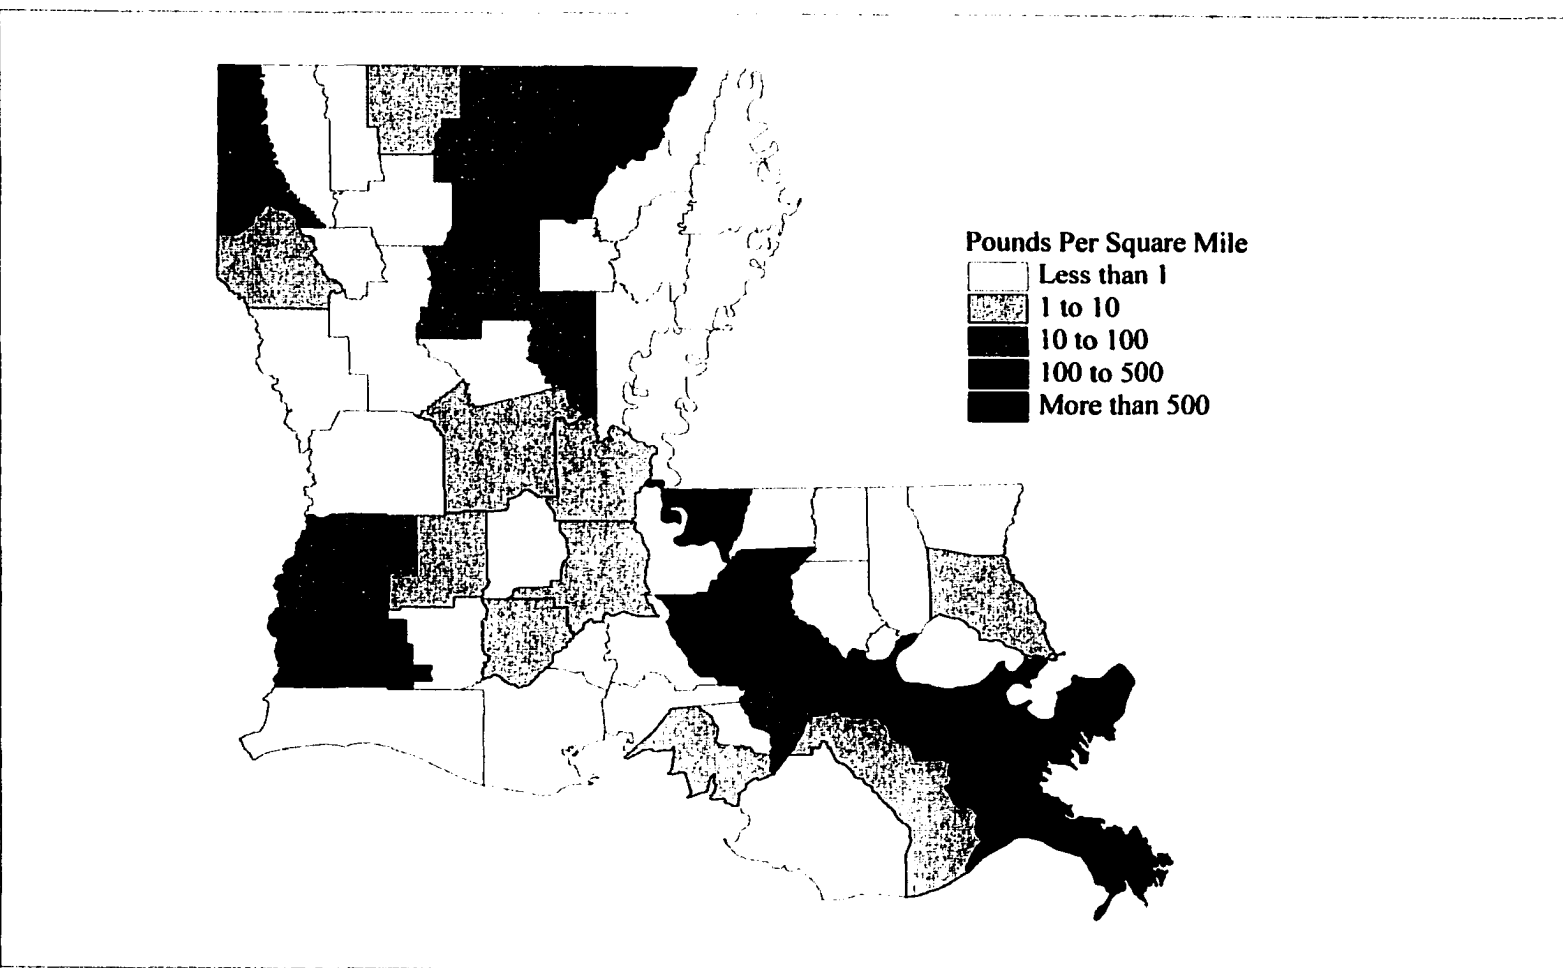 Pounds Per Square Mile
Less than 1
1 to 10
10 to 100
100 to 500
More than 500